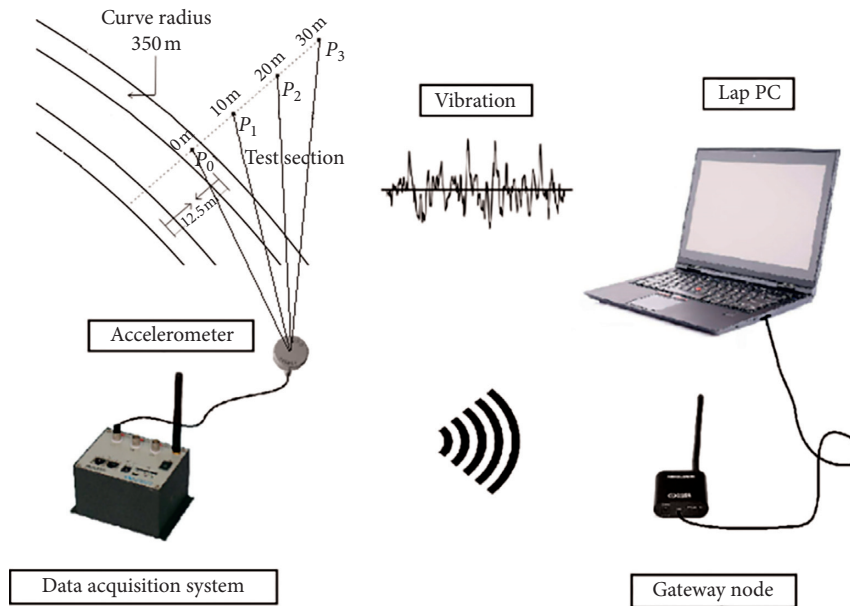 Curve radius
350 m
30 m
P3
20 m
P2
10 m
P1
0 m
P0
Test section
12.5 m
Vibration
Lap PC
Accelerometer
Data acquisition system
Gateway node